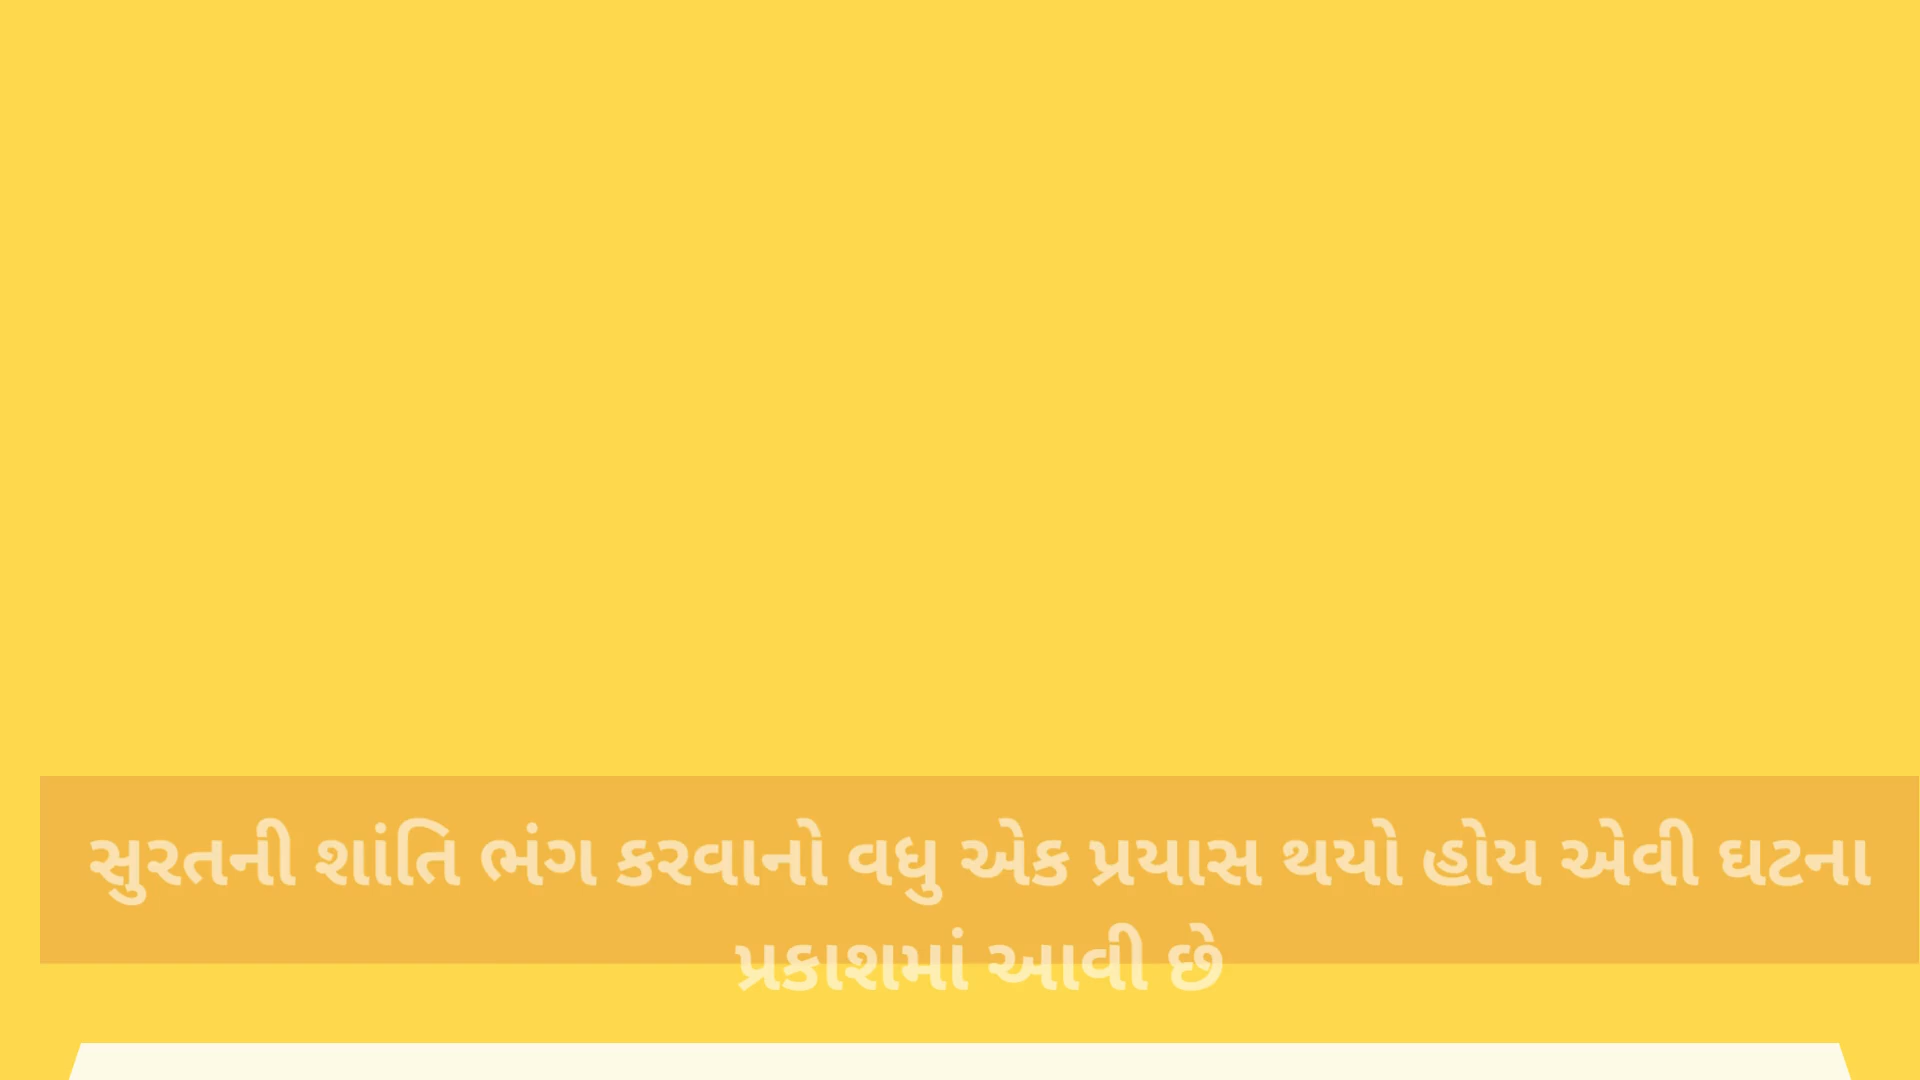 સુરતની શાંતિ ભંગ કરવાનો વધુ એક પ્રયાસ થયો હોય એવી ઘટના
પ્રકાશમાં આવી છે